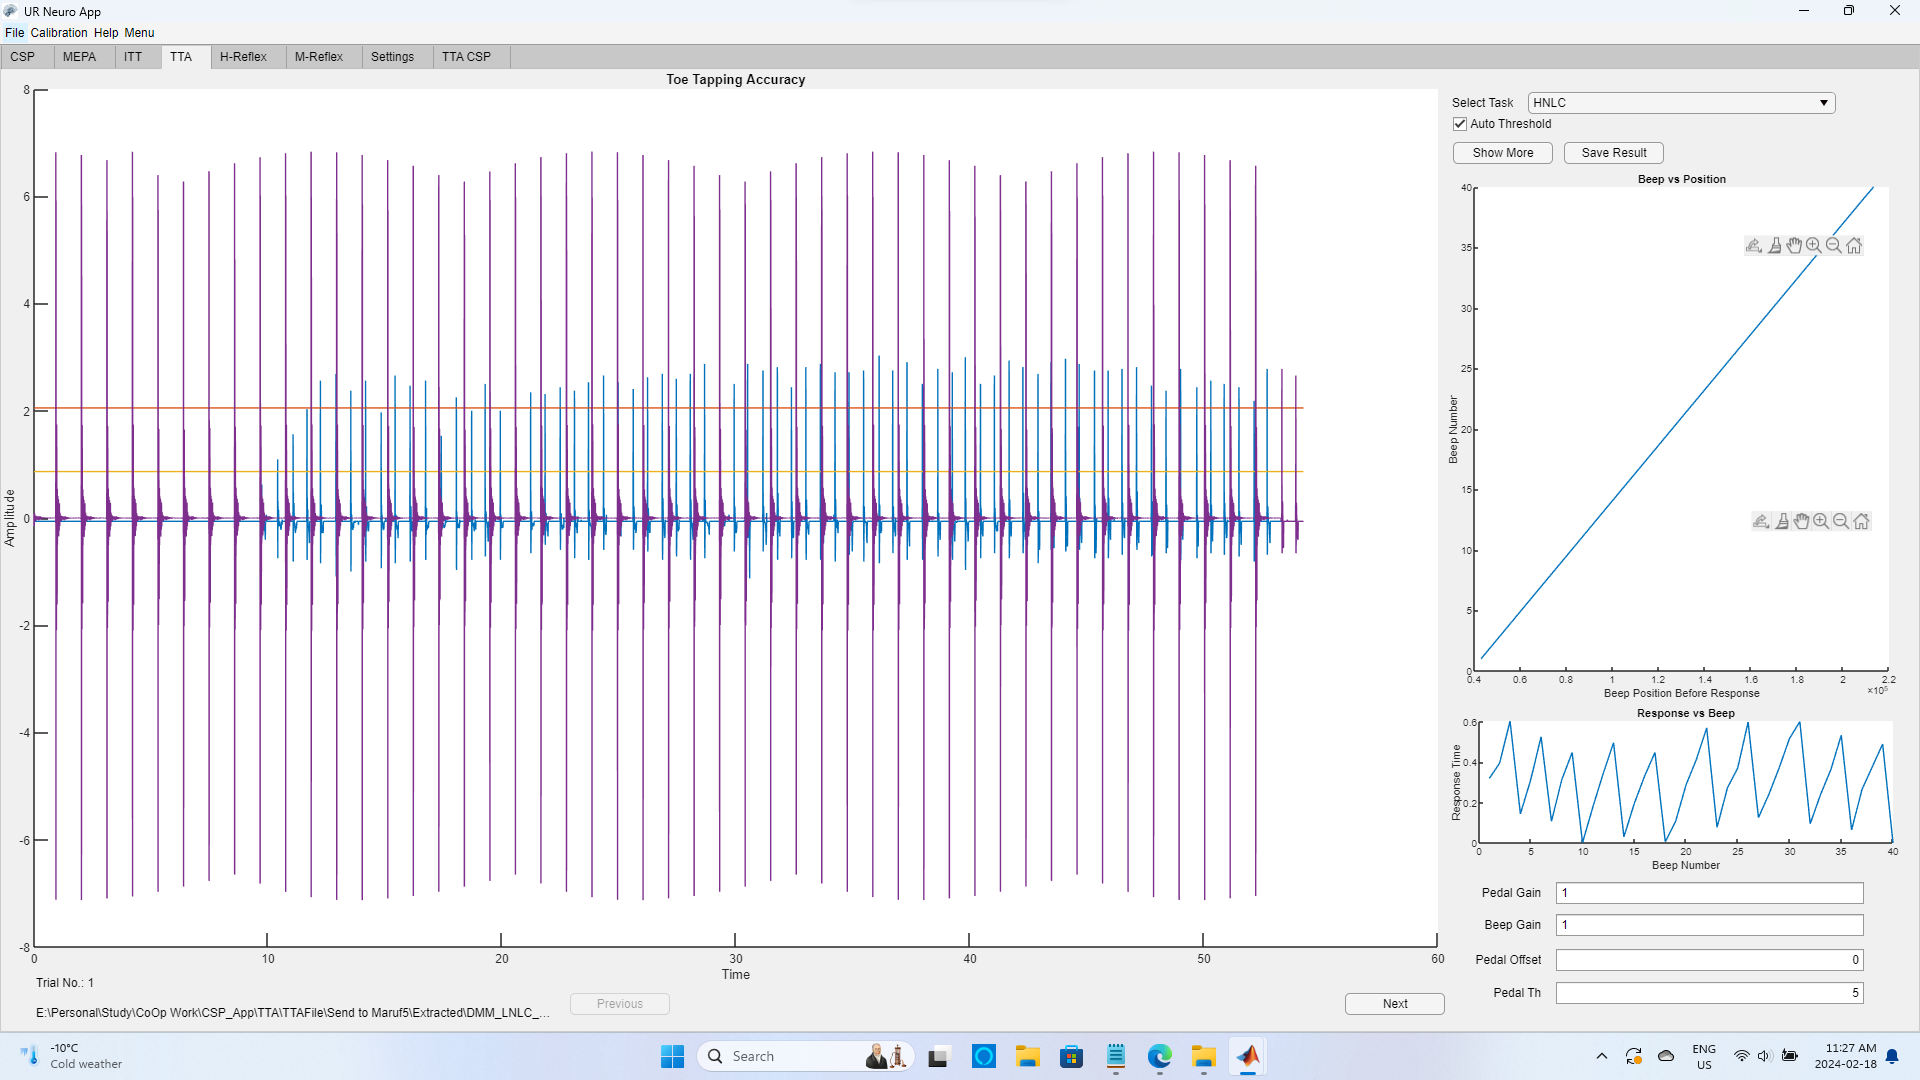 UR Neuro App
File Calibration Help Menu
CSP MEPA ITT TTA H-Reflex M-Reflex Settings TTA CSP
Toe Tapping Accuracy
8
6
4
2
0
-2
-4
-6
-8
Amplitude
0 10 20 30 40 50 60
Time
Trial No.: 1
E:\Personal\Study\CoOp Work\CSP_App\TTA\TTAFile\Send to Maruf5\Extracted\DMM_LNLC_...
Previous
Next
Select Task HNLC
Auto Threshold
Show More Save Result
Beep vs Position
40
35
30
25
20
15
10
5
0
Beep Number
0.4 0.6 0.8 1 1.2 1.4 1.6 1.8 2 2.2
×10⁵
Beep Position Before Response
Response vs Beep
0.6
0.4
0.2
0
Response Time
0 5 10 15 20 25 30 35 40
Beep Number
Pedal Gain 1
Beep Gain 1
Pedal Offset 0
Pedal Th 5
-10°C
Cold weather
Search
ENG
US
11:27 AM
2024-02-18